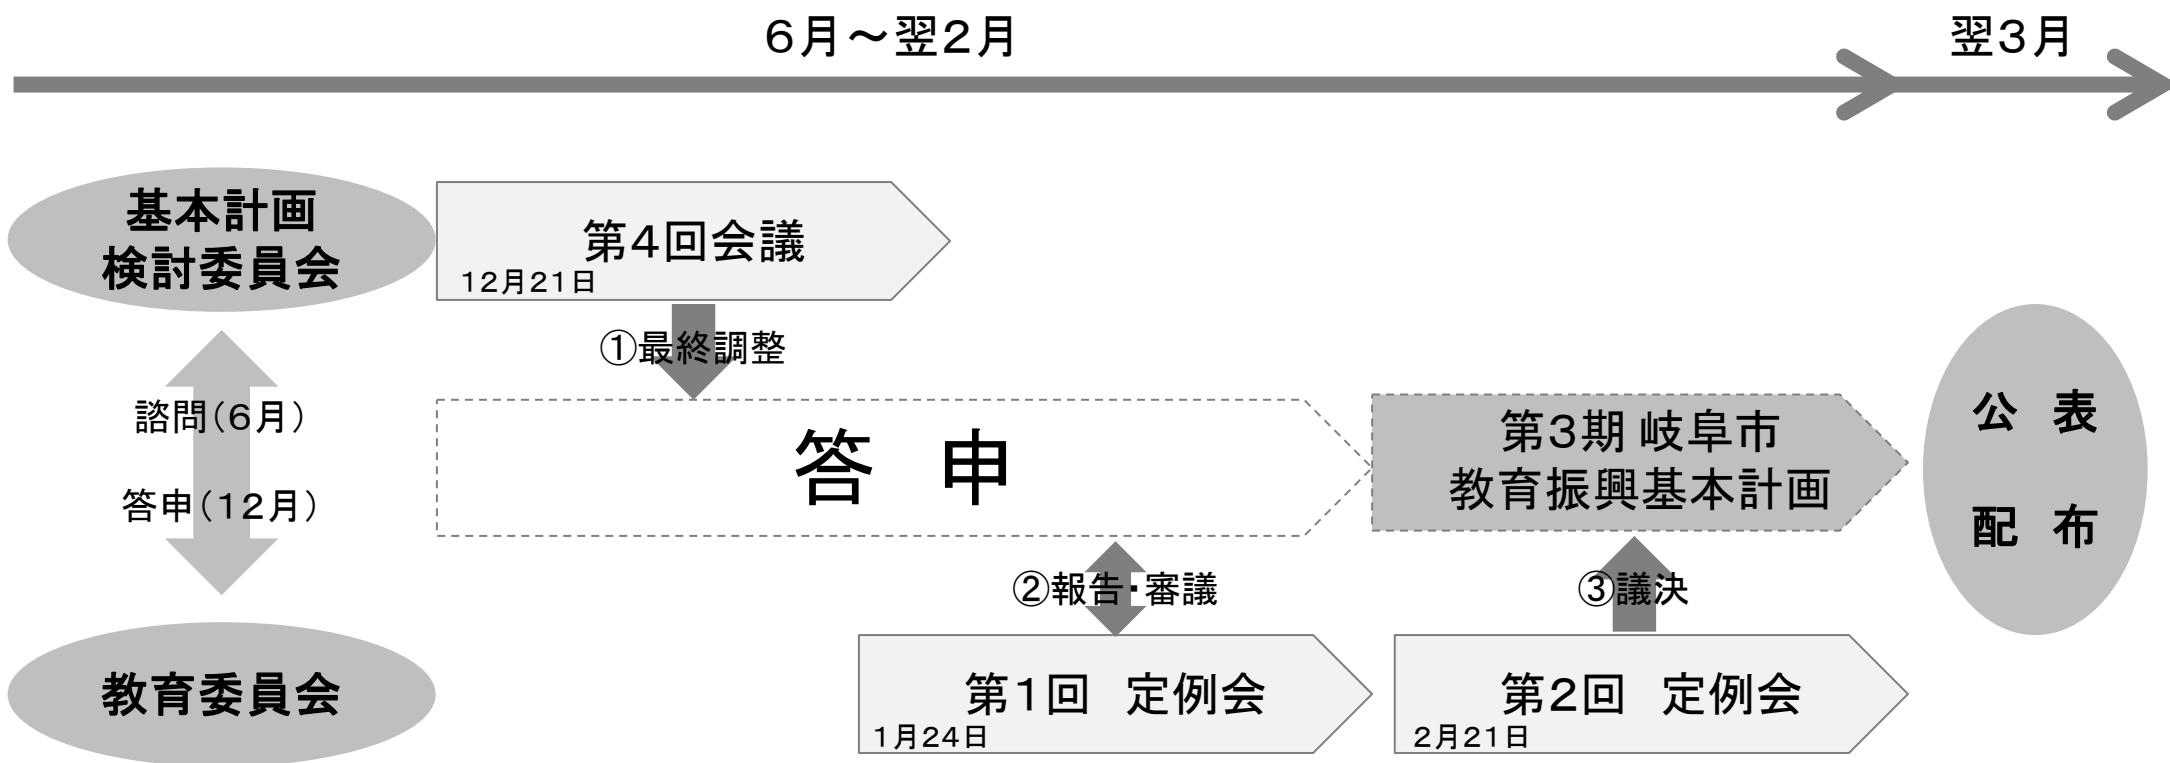 6月～翌2月
翌3月
基本計画
検討委員会
第4回会議
12月21日
①最終調整
諮問(6月)
答申(12月)
答　申
第3期 岐阜市
教育振興基本計画
公　表
配　布
②報告・審議
③議決
教育委員会
第1回　定例会
1月24日
第2回　定例会
2月21日